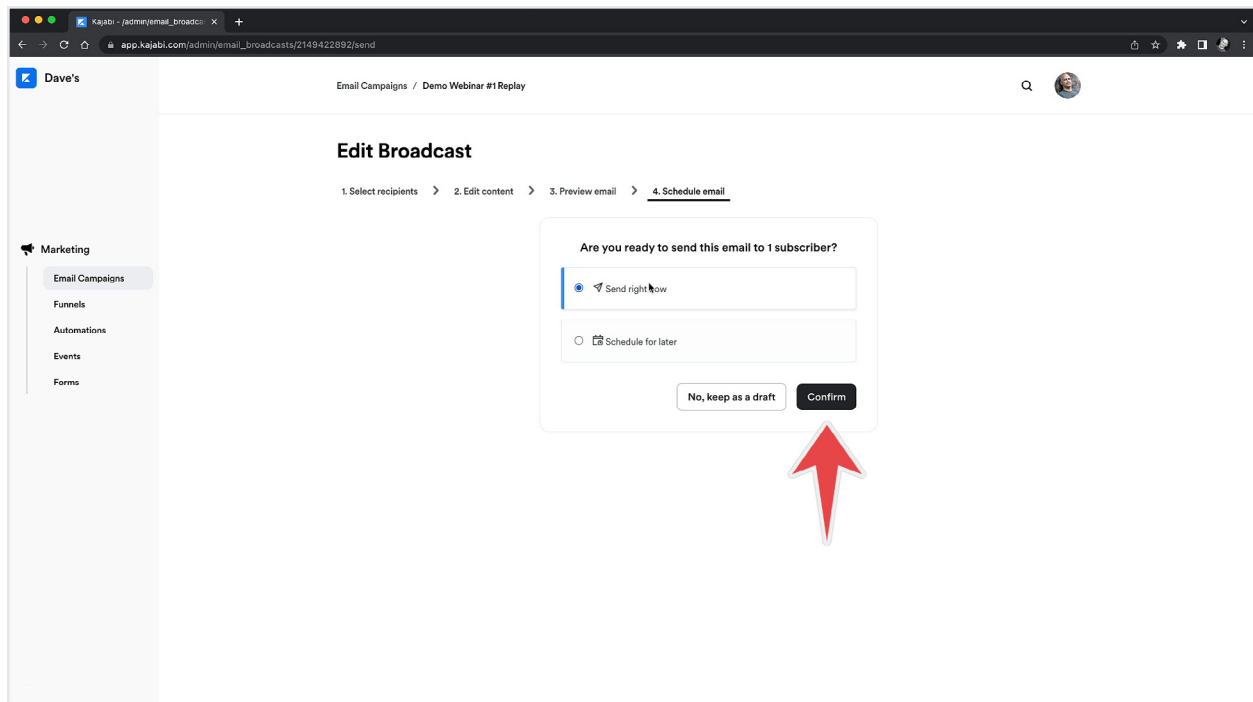 Kajabi - /admin/email_broadca
app.kajabi.com/admin/email_broadcasts/2149422892/send
Dave's
Email Campaigns / Demo Webinar #1 Replay
Edit Broadcast
1. Select recipients > 2. Edit content > 3. Preview email > 4. Schedule email
Are you ready to send this email to 1 subscriber?
Send right now
Schedule for later
No, keep as a draft Confirm
Marketing
Email Campaigns
Funnels
Automations
Events
Forms